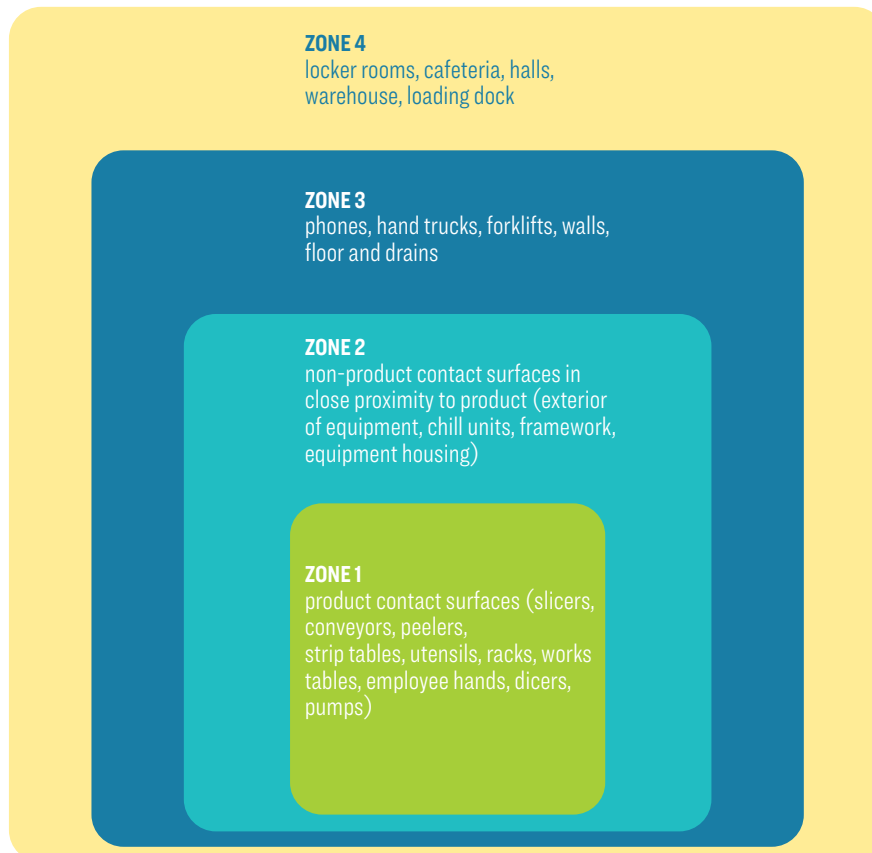 ZONE 4
locker rooms, cafeteria, halls,
warehouse, loading dock
ZONE 3
phones, hand trucks, forklifts, walls,
floor and drains
ZONE 2
non-product contact surfaces in
close proximity to product (exterior
of equipment, chill units, framework,
equipment housing)
ZONE 1
product contact surfaces (slicers,
conveyors, peelers,
strip tables, utensils, racks, works
tables, employee hands, dicers,
pumps)